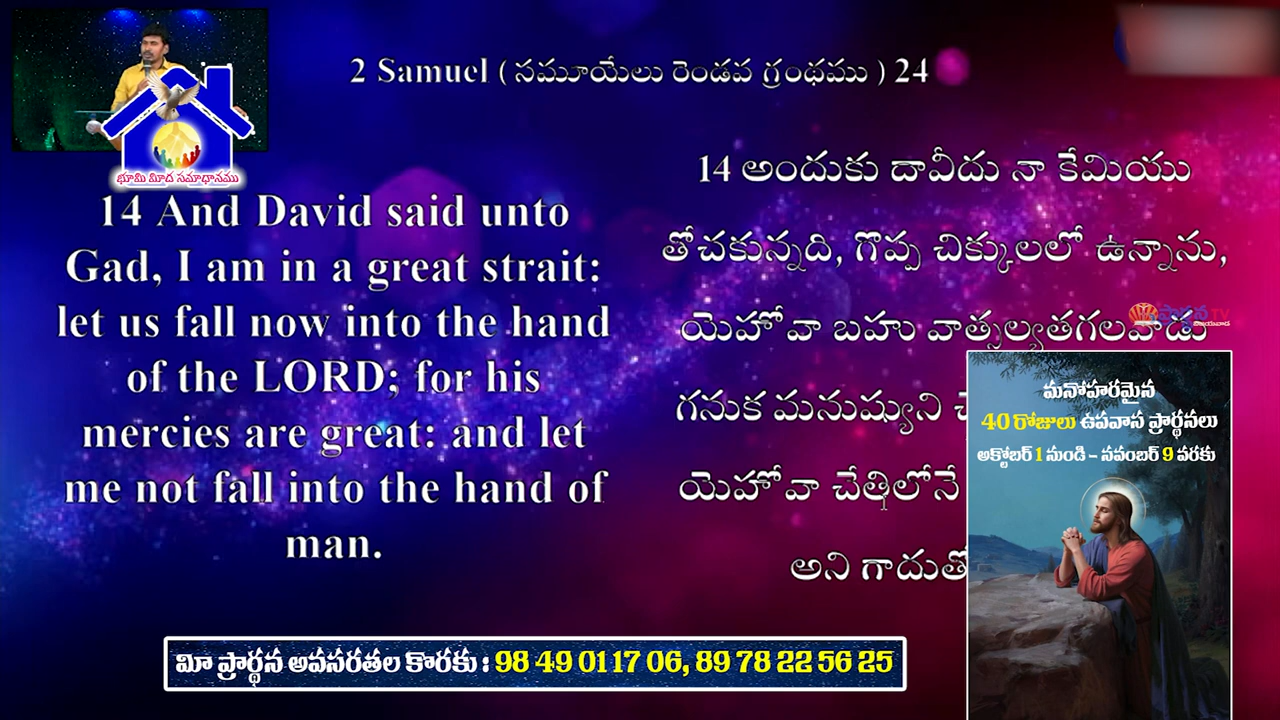 2 Samuel ( సమూయేలు రెండవ గ్రంథము ) 24
భూమి మీద సమాధానము
14 And David said unto
Gad, I am in a great strait:
let us fall now into the hand
of the LORD; for his
mercies are great: and let
me not fall into the hand of
man.
14 అందుకు దావీదు నా కేమియు
తోచకున్నది, గొప్ప చిక్కులలో ఉన్నాను,
యెహోవా బహు వాత్సల్యతగలవాడు
గనుక మనుష్యుని
యెహోవా చేతిలోనే
అని గాదుతో
ప్రార్థన TV
విజయవాడ
మనోహరమైన
40 రోజులు ఉపవాస ప్రార్థనలు
అక్టోబర్ 1 నుండి – నవంబర్ 9 వరకు
మీ ప్రార్థన అవసరతల కొరకు : 98 49 01 17 06, 89 78 22 56 25